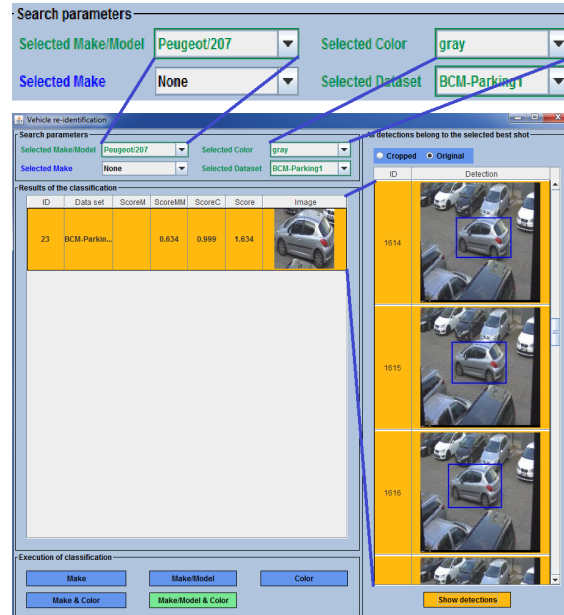 Search parameters
Selected Make/Model Peugeot/207 Selected Color gray
Selected Make None Selected Dataset BCM-Parking1
Vehicle re-identification
Search parameters
Selected Make/Model Peugeot/207 Selected Color gray
Selected Make None Selected Dataset BCM-Parking1
Results of the classification
ID Data set ScoreM ScoreMM ScoreC Score Image
23 BCM-Parkin... 0.634 0.999 1.634
detections belong to the selected best shot
Cropped Original
ID Detection
1614
1615
1616
Execution of classification
Make Make/Model Color
Make & Color Make/Model & Color
Show detections